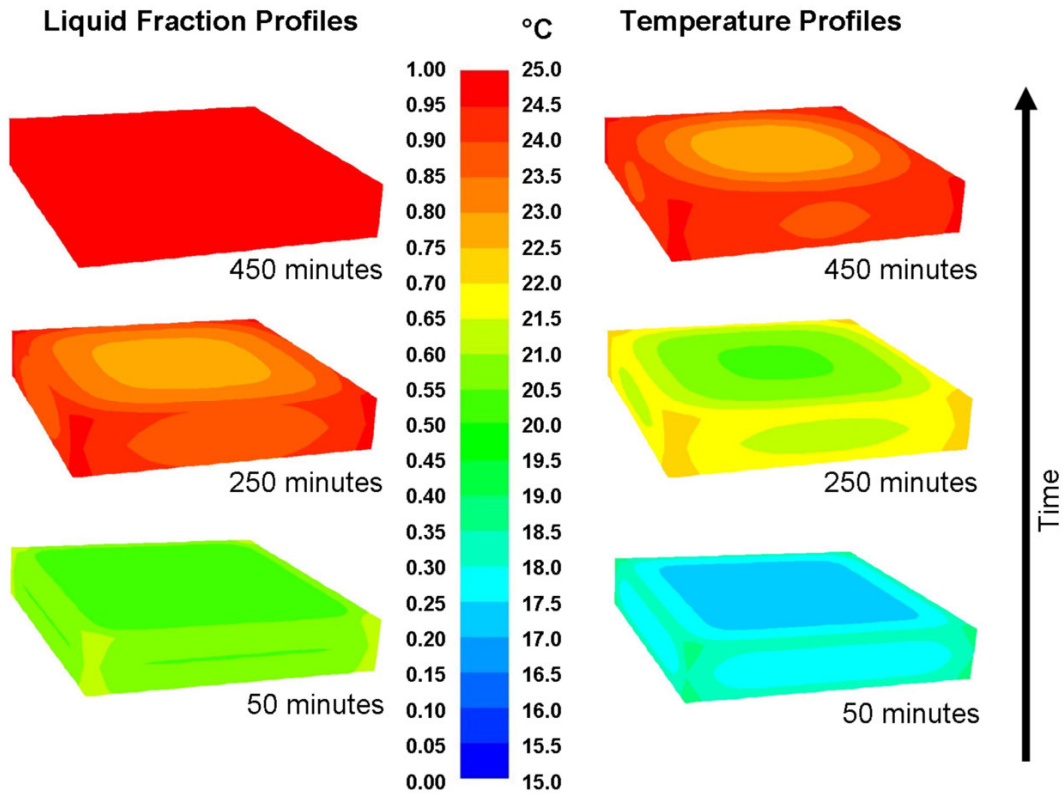 Liquid Fraction Profiles
°C
Temperature Profiles
1.00 25.0
0.95 24.5
0.90 24.0
0.85 23.5
0.80 23.0
0.75 22.5
0.70 22.0
0.65 21.5
0.60 21.0
0.55 20.5
0.50 20.0
0.45 19.5
0.40 19.0
0.35 18.5
0.30 18.0
0.25 17.5
0.20 17.0
0.15 16.5
0.10 16.0
0.05 15.5
0.00 15.0
450 minutes
250 minutes
50 minutes
450 minutes
250 minutes
50 minutes
Time